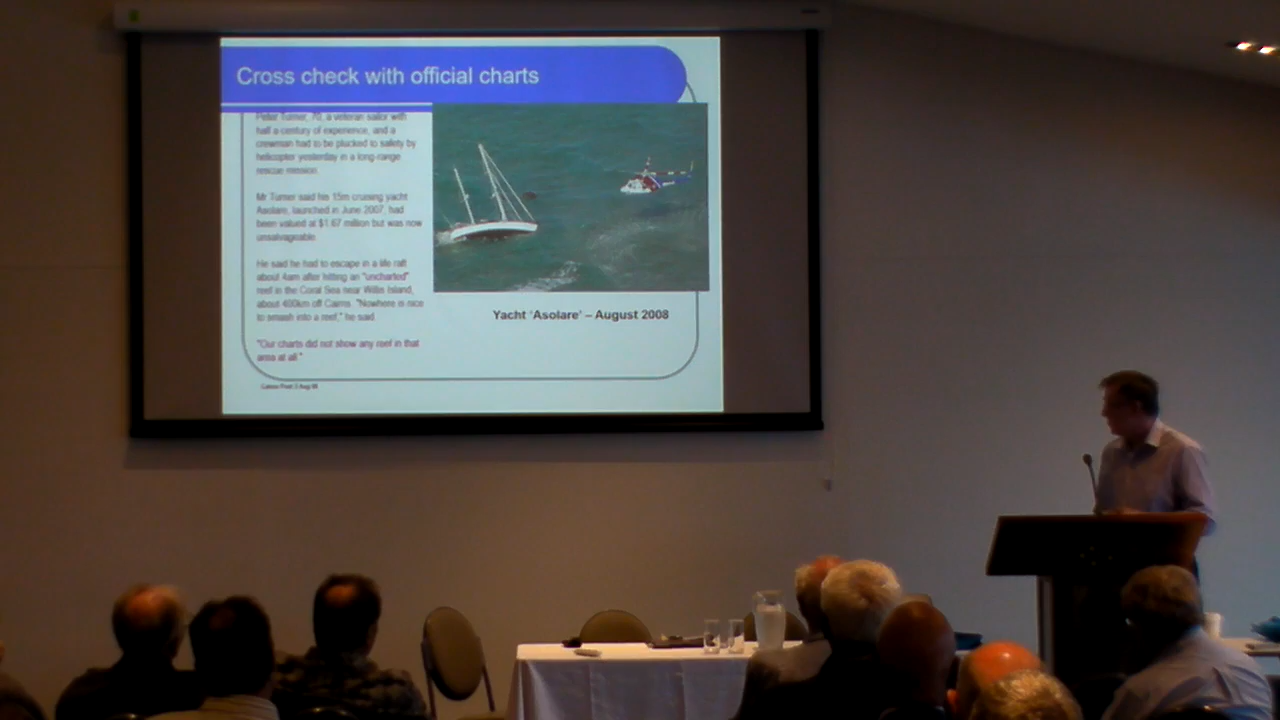 Cross check with official charts
Peter Turner, 70, a veteran sailor with
half a century of experience, and a
crewman had to be plucked to safety by
helicopter yesterday in a long-range
rescue mission.
Mr Turner said his 15m cruising yacht
Asolare, launched in June 2007, had
been valued at $1.67 million but was now
unsalvageable.
He said he had to escape in a life raft
about 4am after hitting an "uncharted"
reef in the Coral Sea near Willis Island,
about 400km off Cairns. "Nowhere is nice
to smash into a reef," he said.
"Our charts did not show any reef in that
area at all."
Yacht 'Asolare' – August 2008